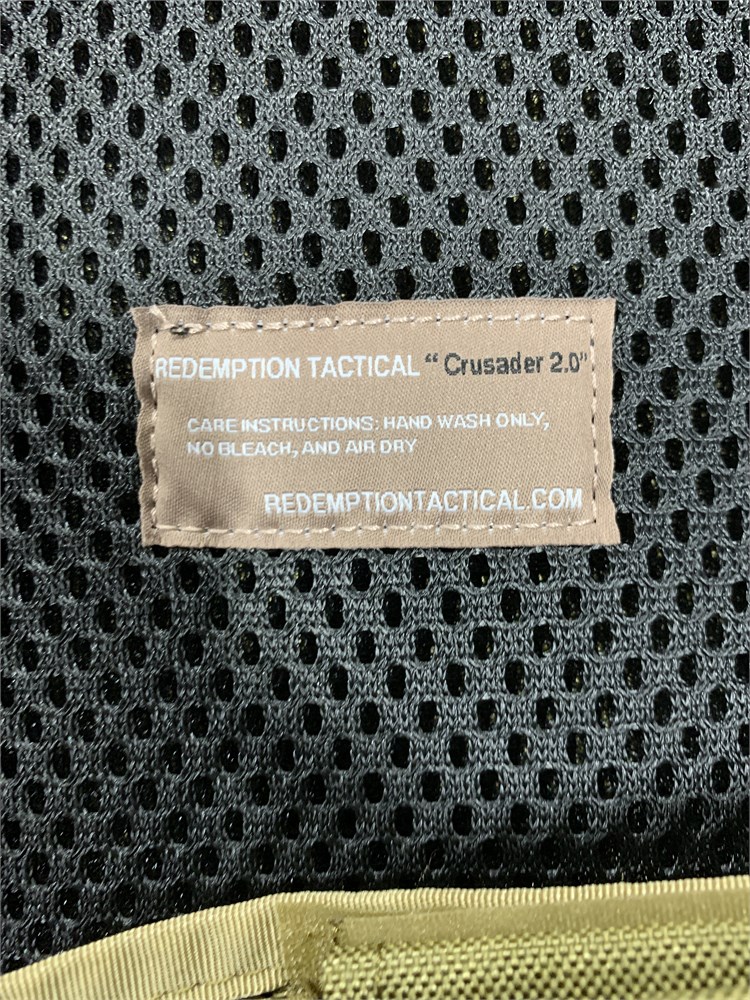 REDEMPTION TACTICAL “ Crusader 2.0"
CARE INSTRUCTIONS: HAND WASH ONLY,
NO BLEACH, AND AIR DRY
REDEMPTIONTACTICAL.COM